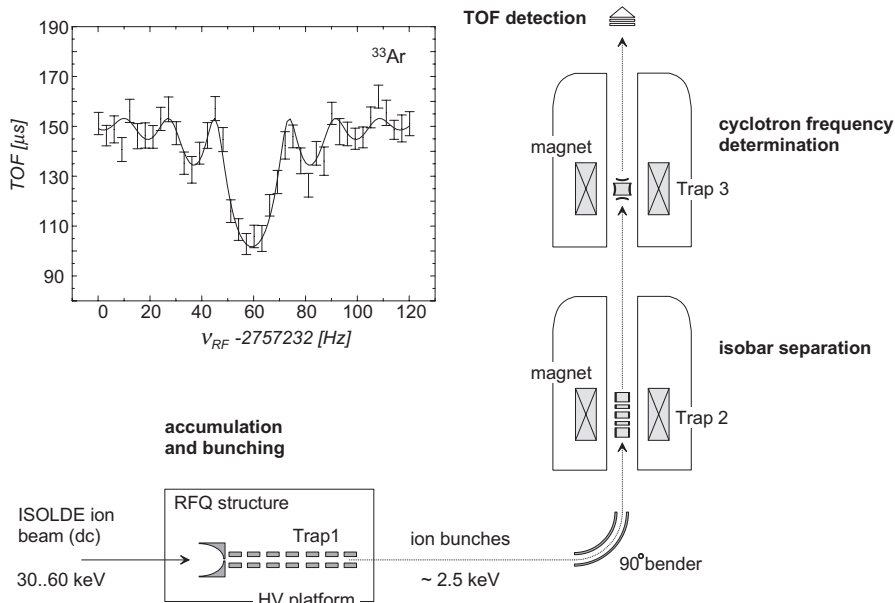 TOF detection
190
170
150
130
110
90
TOF [µs]
³³Ar
0
20
40
60
80
100
120
ν_RF -2757232 [Hz]
magnet
Trap 3
cyclotron frequency
determination
magnet
Trap 2
isobar separation
accumulation
and bunching
RFQ structure
Trap1
HV platform
ISOLDE ion
beam (dc)
30..60 keV
ion bunches
~ 2.5 keV
90° bender